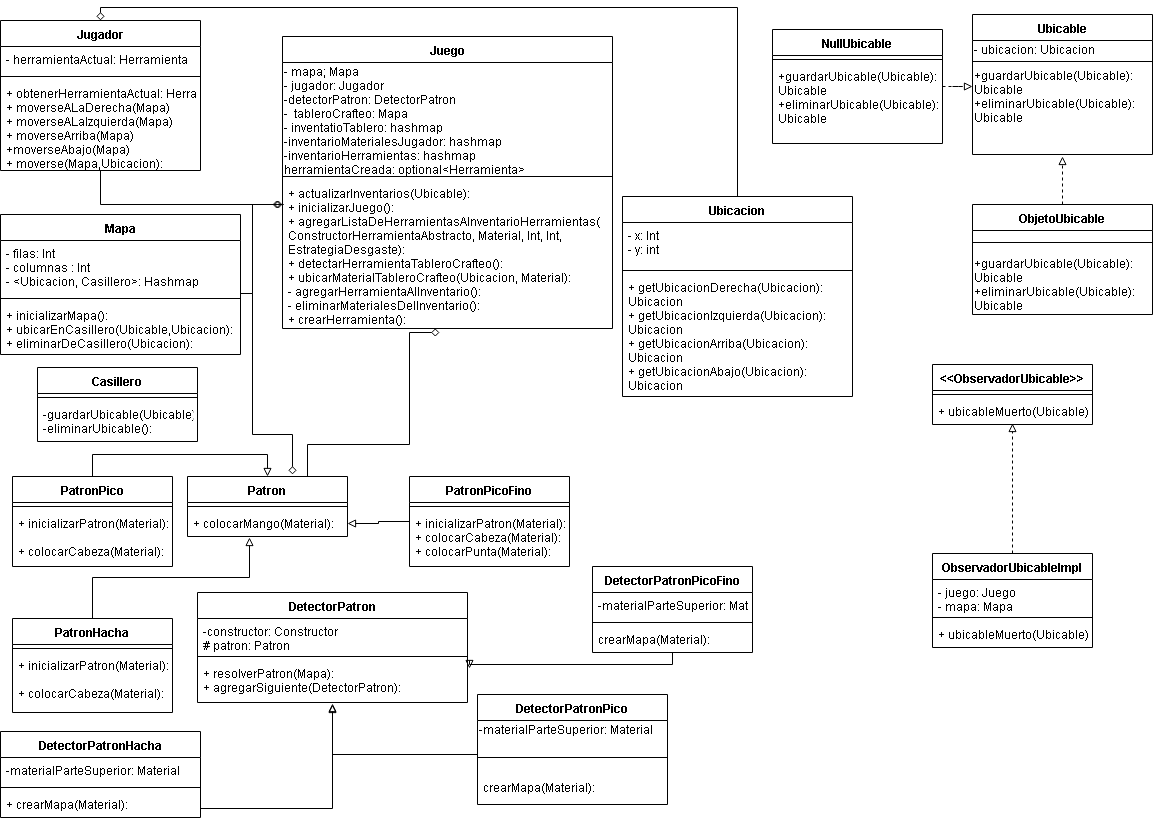 Jugador
- herramientaActual: Herramienta
+ obtenerHerramientaActual: Herra
+ moverseALaDerecha(Mapa)
+ moverseALaIzquierda(Mapa)
+ moverseArriba(Mapa)
+moverseAbajo(Mapa)
+ moverse(Mapa,Ubicacion):
Juego
- mapa; Mapa
- jugador: Jugador
-detectorPatron: DetectorPatron
- tableroCrafteo: Mapa
- inventatioTablero: hashmap
-inventarioMaterialesJugador: hashmap
-inventarioHerramientas: hashmap
herramientaCreada: optional<Herramienta>
+ actualizarInventarios(Ubicable):
+ inicializarJuego():
+ agregarListaDeHerramientasAInventarioHerramientas(
ConstructorHerramientaAbstracto, Material, Int, Int,
EstrategiaDesgaste):
+ detectarHerramientaTableroCrafteo():
+ ubicarMaterialTableroCrafteo(Ubicacion, Material):
- agregarHerramientaAlInventario():
- eliminarMaterialesDelInventario():
+ crearHerramienta():
NullUbicable
+guardarUbicable(Ubicable):
Ubicable
+eliminarUbicable(Ubicable):
Ubicable
Ubicable
- ubicacion: Ubicacion
+guardarUbicable(Ubicable):
Ubicable
+eliminarUbicable(Ubicable):
Ubicable
Mapa
- filas: Int
- columnas : Int
- <Ubicacion, Casillero>: Hashmap
+ inicializarMapa():
+ ubicarEnCasillero(Ubicable,Ubicacion):
+ eliminarDeCasillero(Ubicacion):
Ubicacion
- x: Int
- y: int
+ getUbicacionDerecha(Ubicacion):
Ubicacion
+ getUbicacionIzquierda(Ubicacion):
Ubicacion
+ getUbicacionArriba(Ubicacion):
Ubicacion
+ getUbicacionAbajo(Ubicacion):
Ubicacion
ObjetoUbicable
+guardarUbicable(Ubicable):
Ubicable
+eliminarUbicable(Ubicable):
Ubicable
Casillero
-guardarUbicable(Ubicable)
-eliminarUbicable():
<<ObservadorUbicable>>
+ ubicableMuerto(Ubicable)
PatronPico
+ inicializarPatron(Material):
+ colocarCabeza(Material):
Patron
+ colocarMango(Material):
PatronPicoFino
+ inicializarPatron(Material):
+ colocarCabeza(Material):
+ colocarPunta(Material):
ObservadorUbicableImpl
- juego: Juego
- mapa: Mapa
+ ubicableMuerto(Ubicable)
PatronHacha
+ inicializarPatron(Material):
+ colocarCabeza(Material):
DetectorPatron
-constructor: Constructor
# patron: Patron
+ resolverPatron(Mapa):
+ agregarSiguiente(DetectorPatron):
DetectorPatronPicoFino
-materialParteSuperior: Mat
crearMapa(Material):
DetectorPatronHacha
-materialParteSuperior: Material
+ crearMapa(Material):
DetectorPatronPico
-materialParteSuperior: Material
crearMapa(Material):